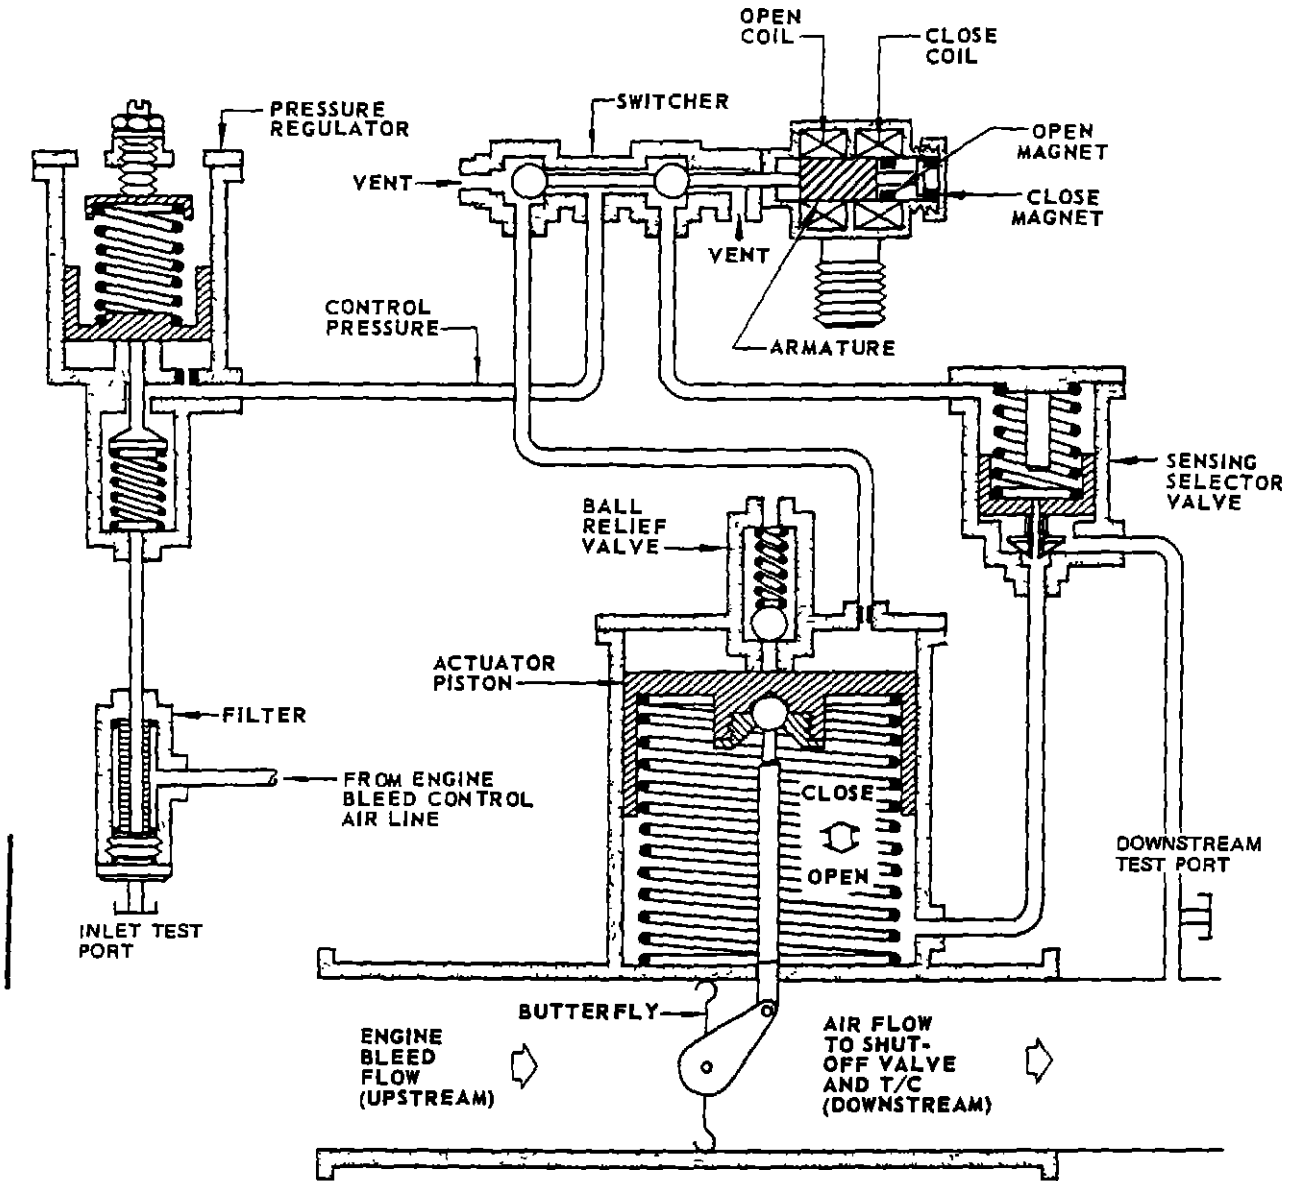 OPEN
COIL
CLOSE
COIL
PRESSURE
REGULATOR
SWITCHER
OPEN
MAGNET
VENT
CLOSE
MAGNET
VENT
CONTROL
PRESSURE
ARMATURE
SENSING
SELECTOR
VALVE
BALL
RELIEF
VALVE
ACTUATOR
PISTON
FILTER
FROM ENGINE
BLEED CONTROL
AIR LINE
CLOSE
OPEN
DOWNSTREAM
TEST PORT
INLET TEST
PORT
BUTTERFLY
ENGINE
BLEED
FLOW
(UPSTREAM)
AIR FLOW
TO SHUT-
OFF VALVE
AND T/C
(DOWNSTREAM)